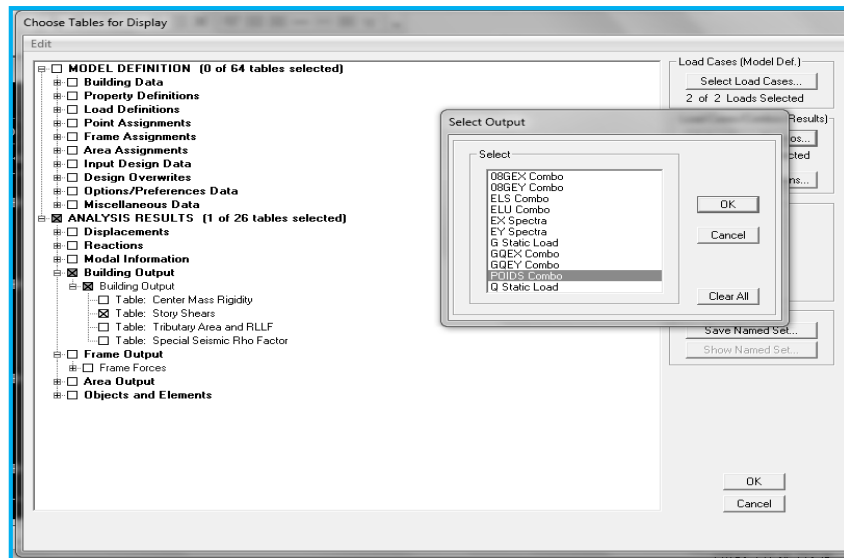 Choose Tables for Display
Edit
MODEL DEFINITION (0 of 64 tables selected)
Building Data
Property Definitions
Load Definitions
Point Assignments
Frame Assignments
Area Assignments
Input Design Data
Design Overwrites
Options/Preferences Data
Miscellaneous Data
ANALYSIS RESULTS (1 of 26 tables selected)
Displacements
Reactions
Modal Information
Building Output
Building Output
Table: Center Mass Rigidity
Table: Story Shears
Table: Tributary Area and RLLF
Table: Special Seismic Rho Factor
Frame Output
Frame Forces
Area Output
Objects and Elements
Load Cases (Model Def.)
Select Load Cases...
2 of 2 Loads Selected
Results)
os...
cted
ns...
Select Output
Select
08GEX Combo
08GEY Combo
ELS Combo
ELU Combo
EX Spectra
EY Spectra
G Static Load
GQEX Combo
GQEY Combo
POIDS Combo
Q Static Load
OK
Cancel
Clear All
Save Named Set...
Show Named Set...
OK
Cancel